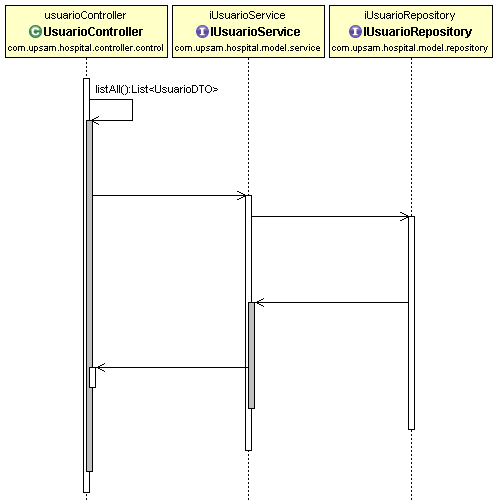 usuarioController
C UsuarioController
com.upsam.hospital.controller.control
iUsuarioService
I IUsuarioService
com.upsam.hospital.model.service
iUsuarioRepository
I IUsuarioRepository
com.upsam.hospital.model.repository
listAll():List<UsuarioDTO>